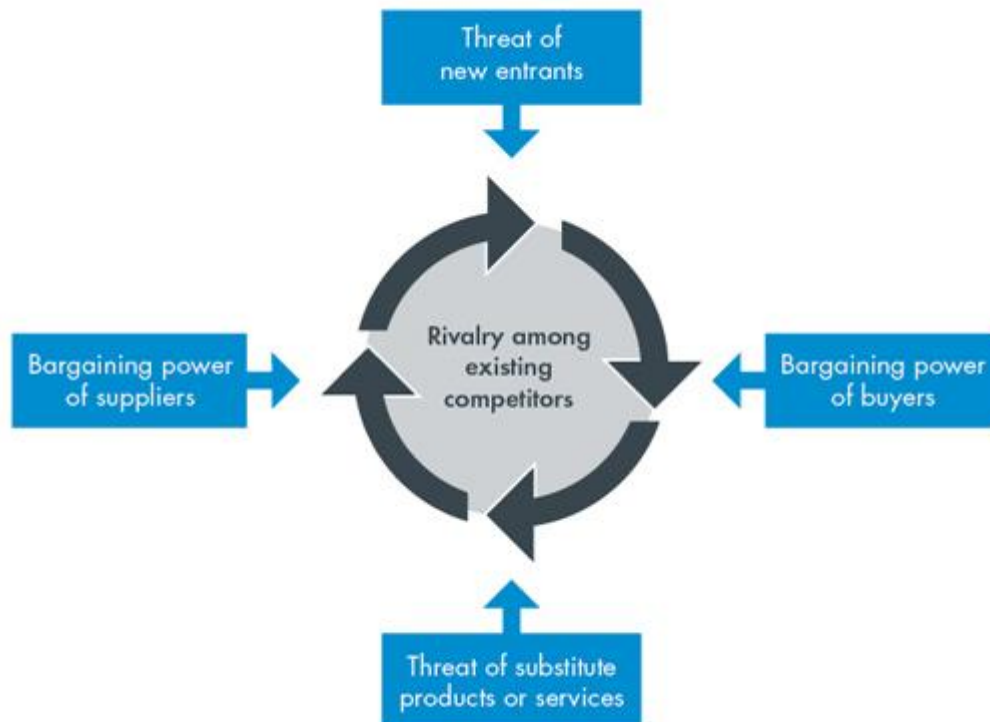 Threat of
new entrants
Bargaining power
of suppliers
Rivalry among
existing
competitors
Bargaining power
of buyers
Threat of substitute
products or services